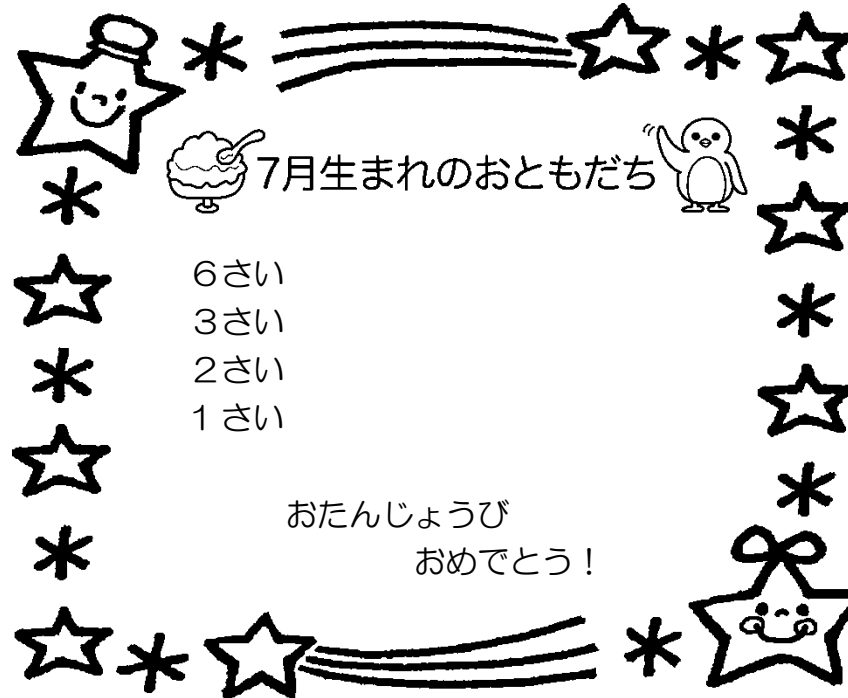 7月生まれのおともだち
６さい
３さい
２さい
１さい
おたんじょうび
おめでとう！